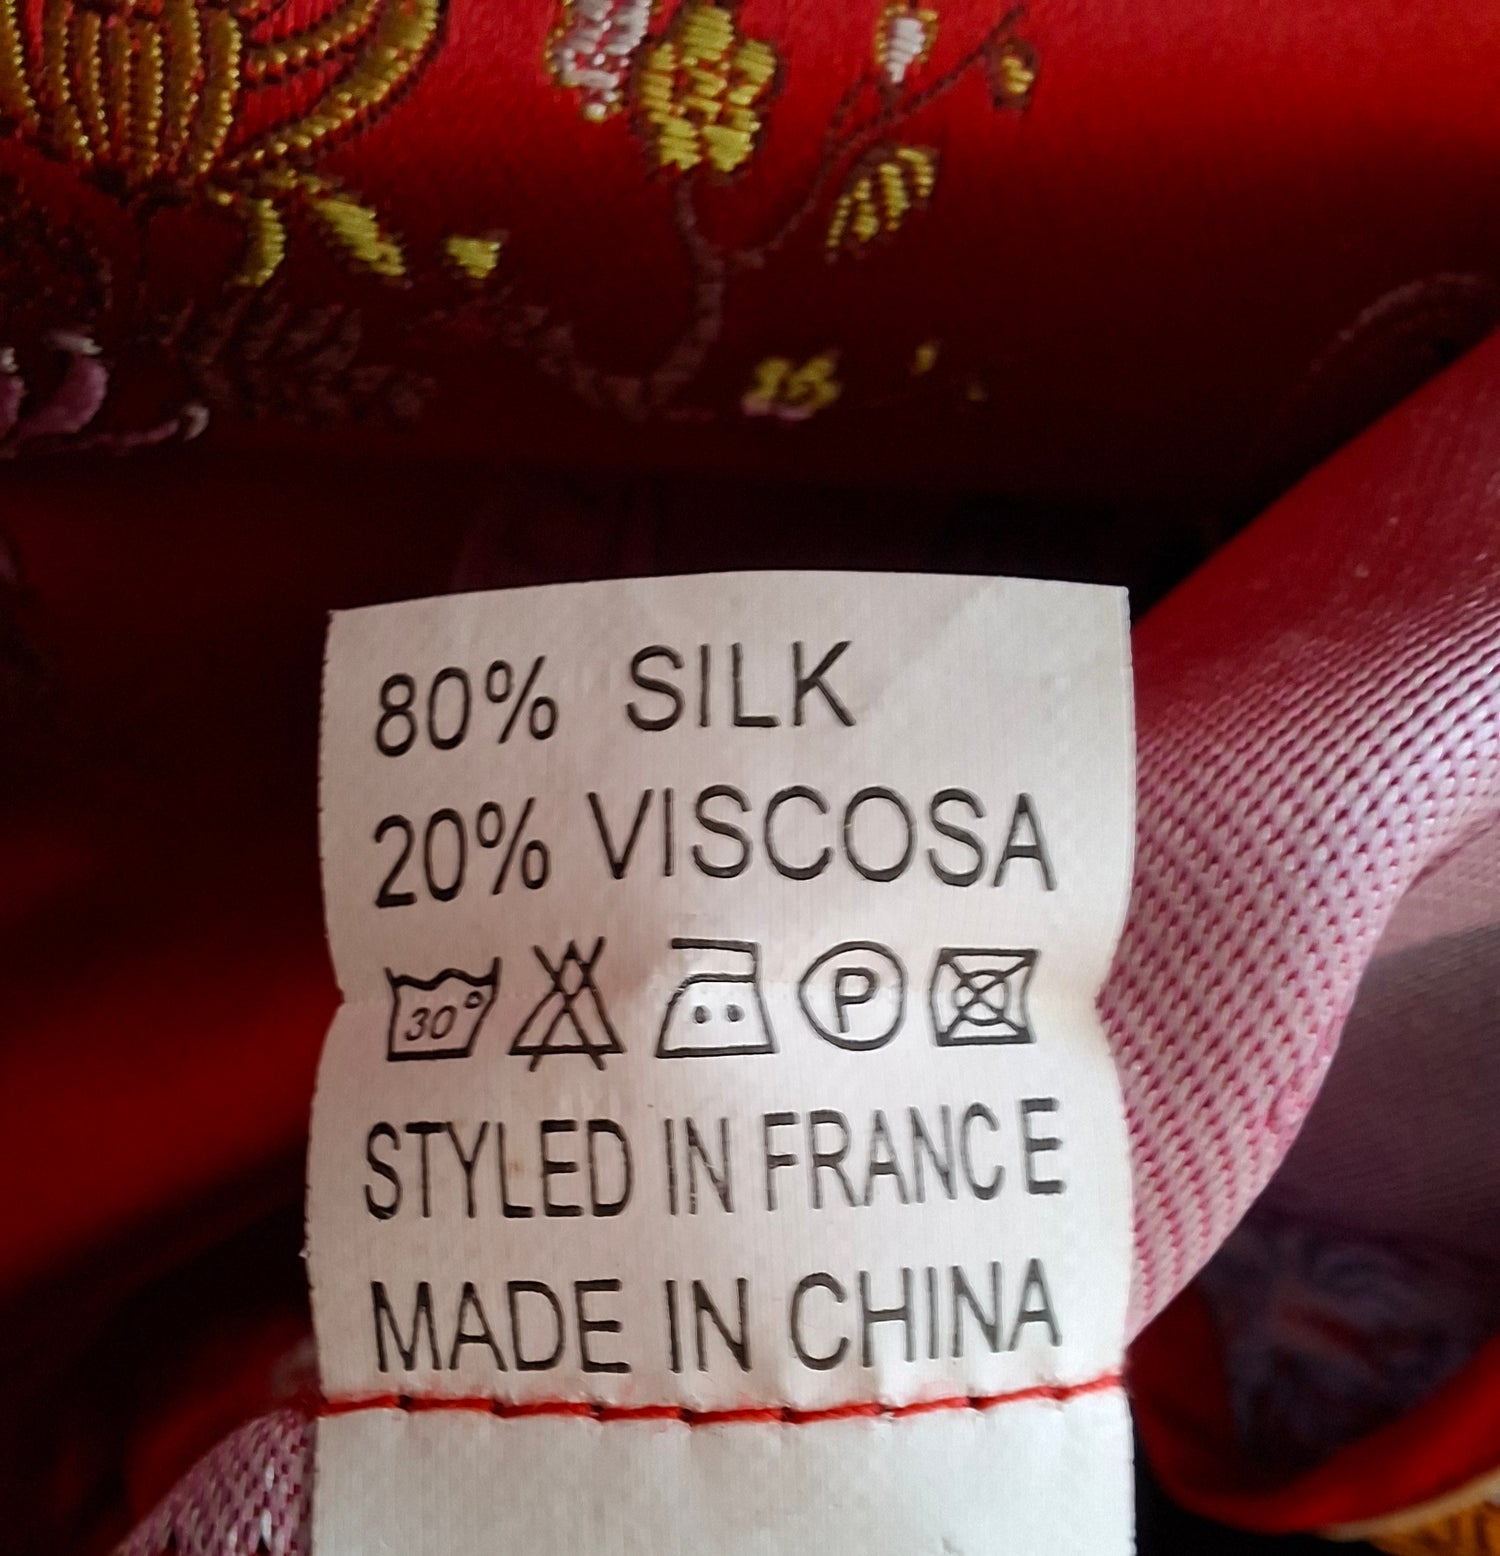 80% SILK
20% VISCOSA
30° P
STYLED IN FRANCE
MADE IN CHINA